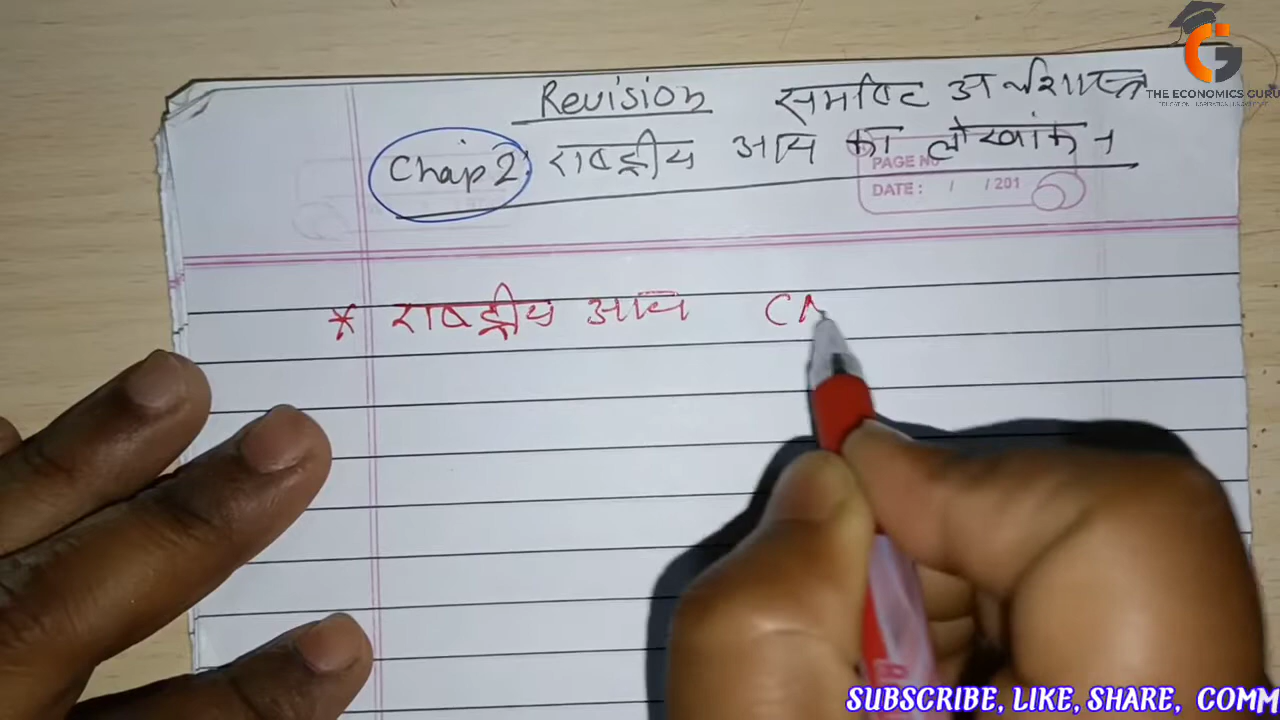 Revision समष्टि अर्थशास्त्र
Chap 2: राष्ट्रीय आय का लेखांकन
PAGE No
DATE : / / 201
* राष्ट्रीय आय (N
THE ECONOMICS GURU
SUBSCRIBE, LIKE, SHARE, COMM